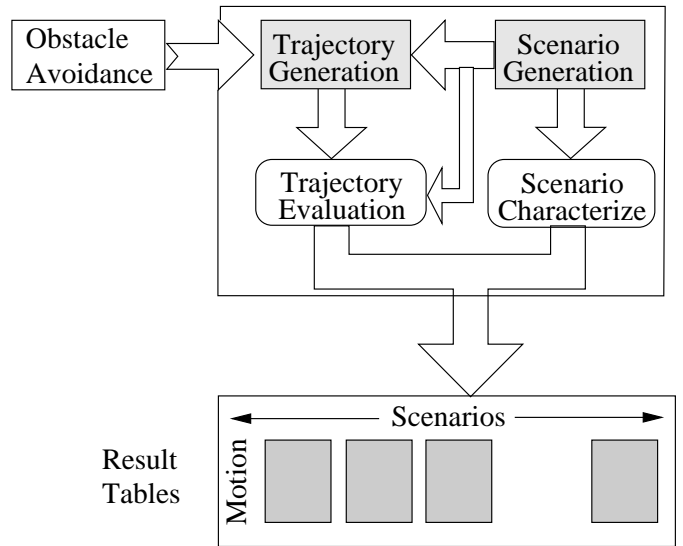 Obstacle
Avoidance
Trajectory
Generation
Scenario
Generation
Trajectory
Evaluation
Scenario
Characterize
Scenarios
Result
Tables
Motion